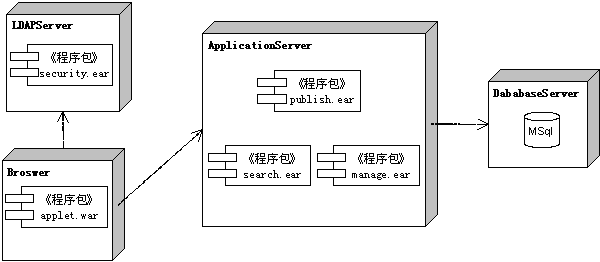 LDAPServer
《程序包》
security.ear
Broswer
《程序包》
applet.war
ApplicationServer
《程序包》
publish.ear
《程序包》
search.ear
《程序包》
manage.ear
DababaseServer
MSql